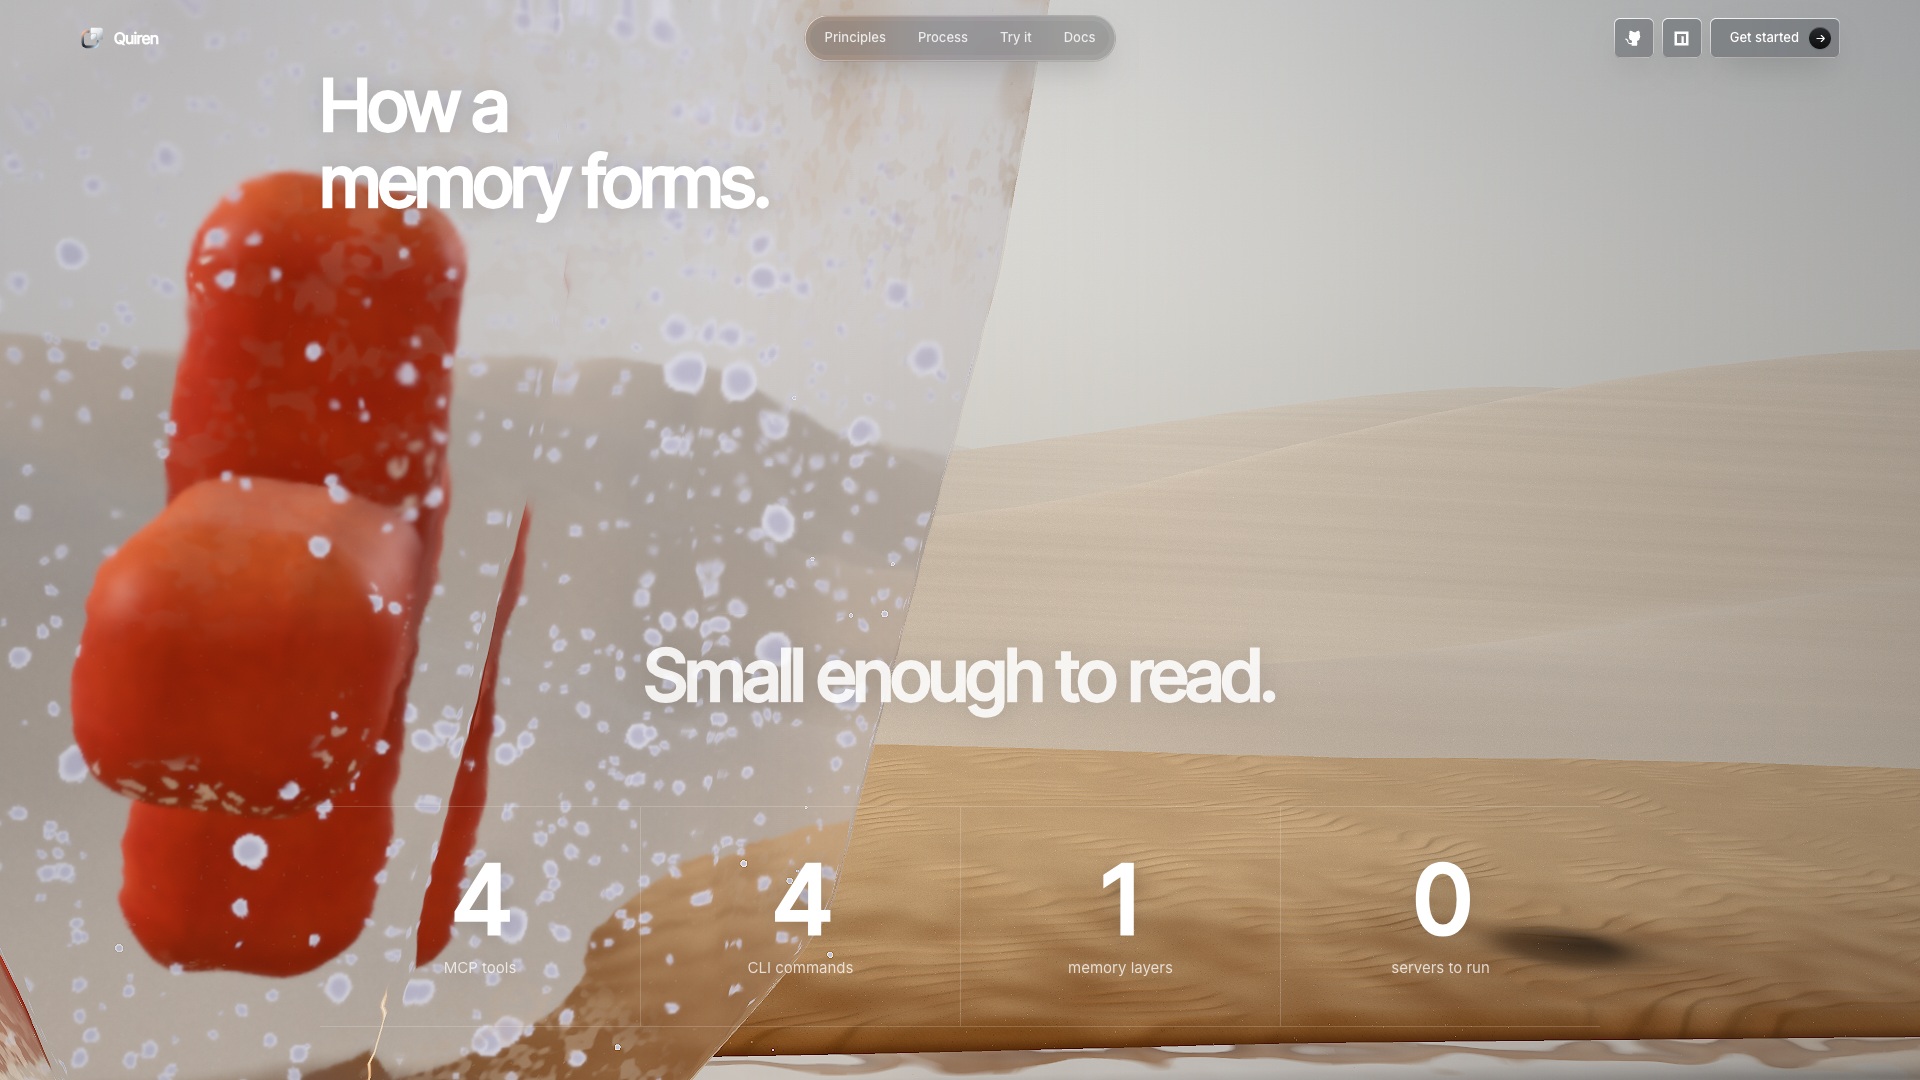 Quiren
Principles
Process
Try it
Docs
Get started
How a
memory forms.
Small enough to read.
4
MCP tools
4
CLI commands
1
memory layers
0
servers to run